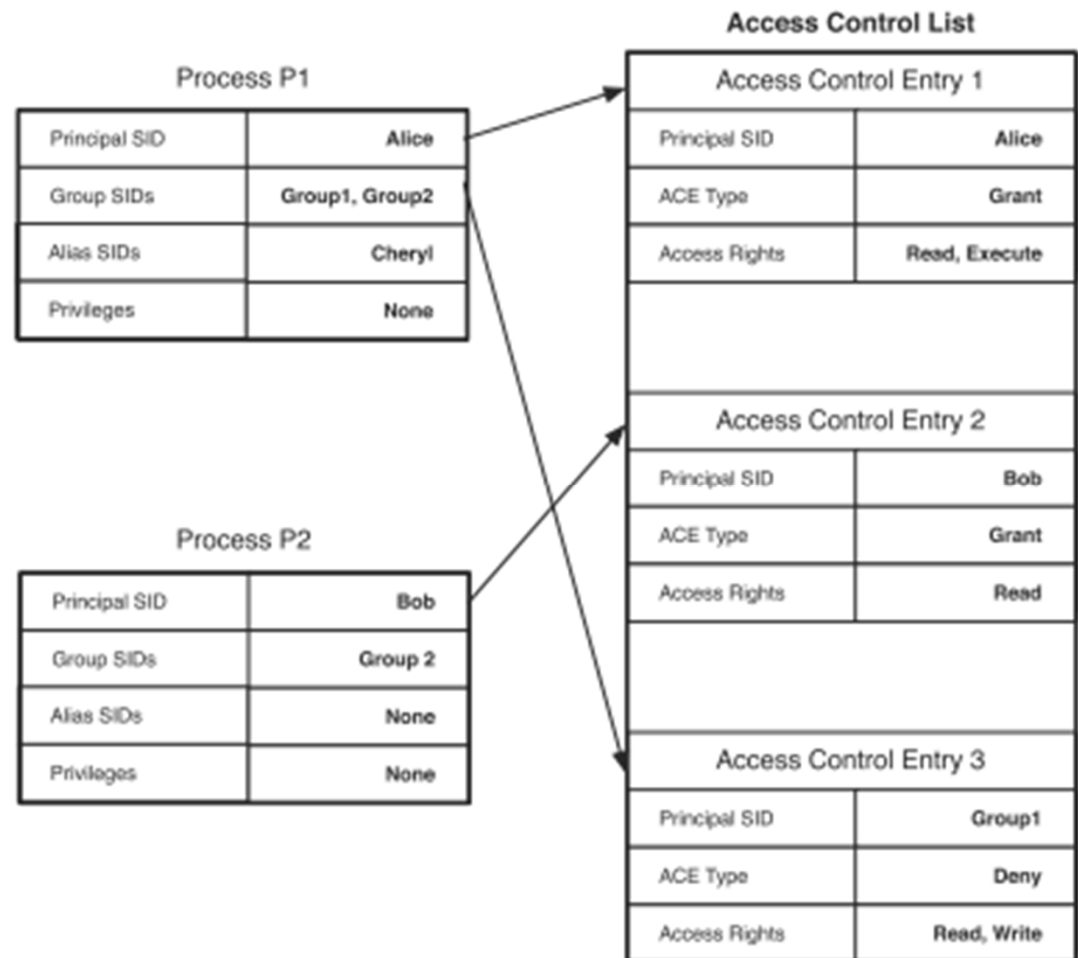 Access Control List
Process P1
Principal SID Alice
Group SIDs Group1, Group2
Alias SIDs Cheryl
Privileges None
Process P2
Principal SID Bob
Group SIDs Group 2
Alias SIDs None
Privileges None
Access Control Entry 1
Principal SID Alice
ACE Type Grant
Access Rights Read, Execute
Access Control Entry 2
Principal SID Bob
ACE Type Grant
Access Rights Read
Access Control Entry 3
Principal SID Group1
ACE Type Deny
Access Rights Read, Write